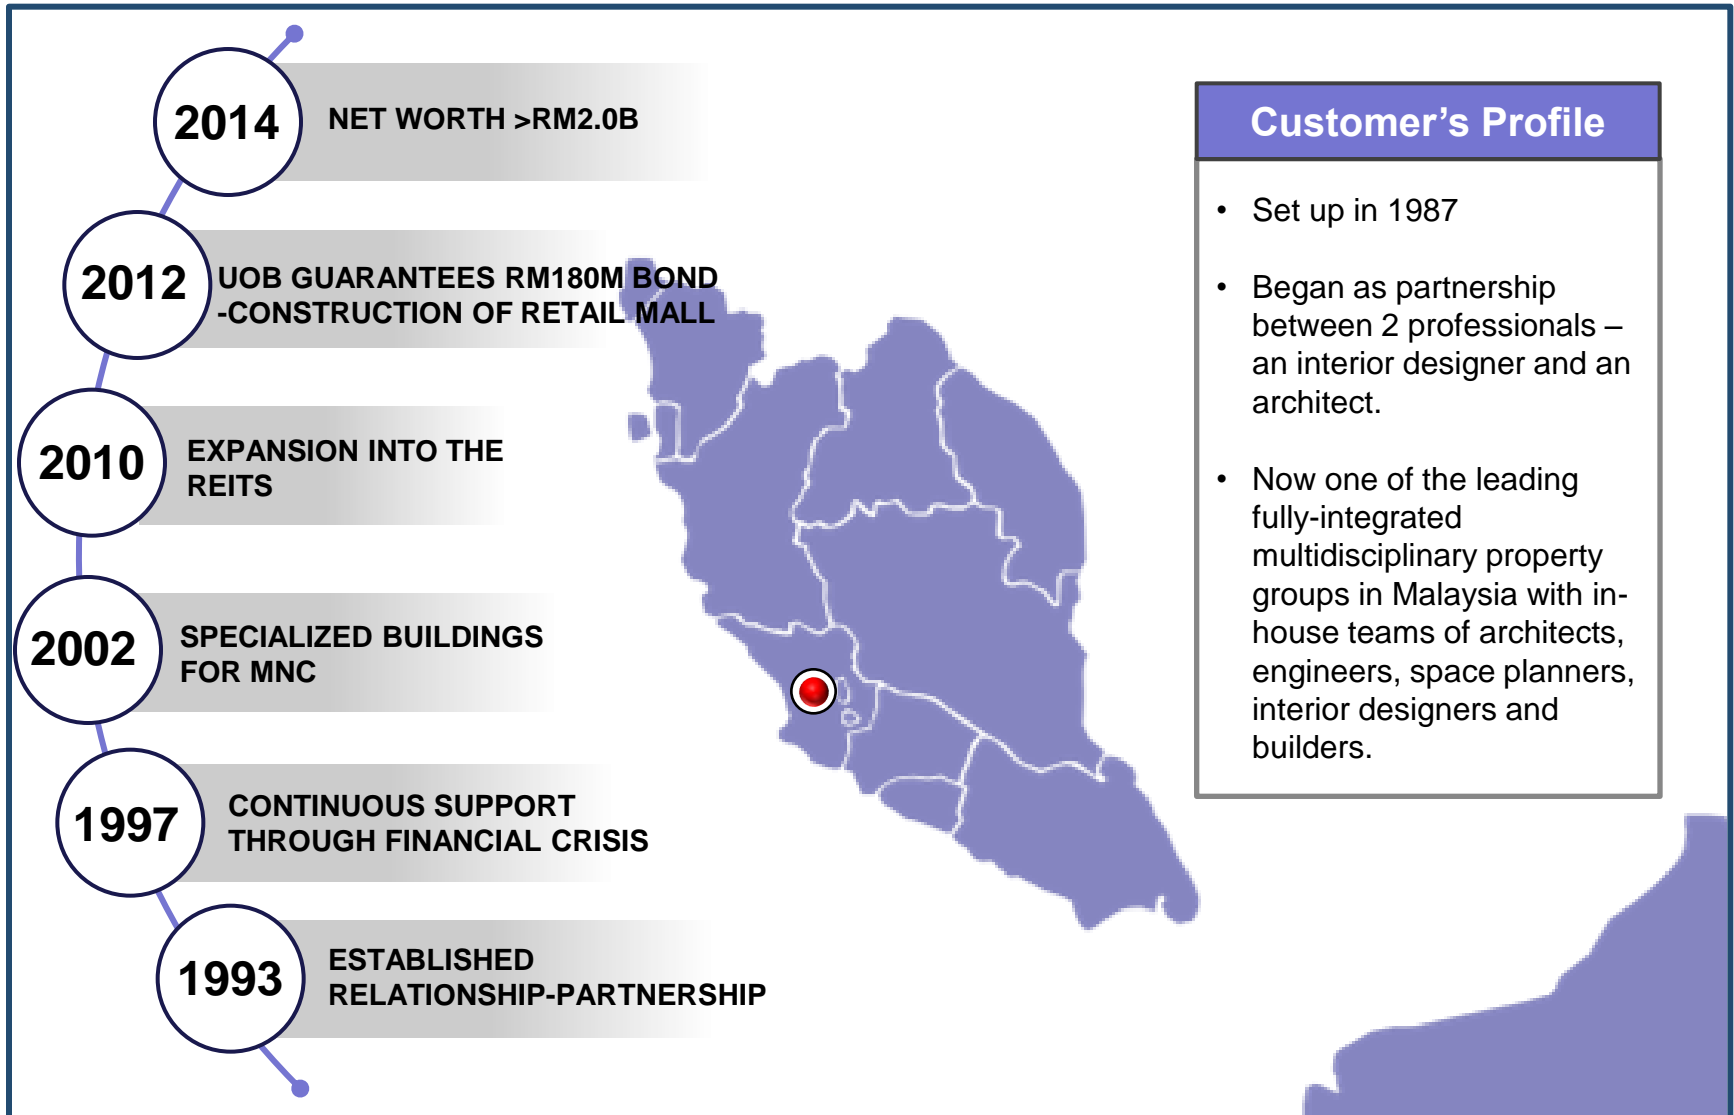 2014
NET WORTH >RM2.0B
2012
UOB GUARANTEES RM180M BOND
-CONSTRUCTION OF RETAIL MALL
2010
EXPANSION INTO THE
REITS
2002
SPECIALIZED BUILDINGS
FOR MNC
1997
CONTINUOUS SUPPORT
THROUGH FINANCIAL CRISIS
1993
ESTABLISHED
RELATIONSHIP-PARTNERSHIP
Customer’s Profile
• Set up in 1987
• Began as partnership
between 2 professionals –
an interior designer and an
architect.
• Now one of the leading
fully-integrated
multidisciplinary property
groups in Malaysia with in-
house teams of architects,
engineers, space planners,
interior designers and
builders.